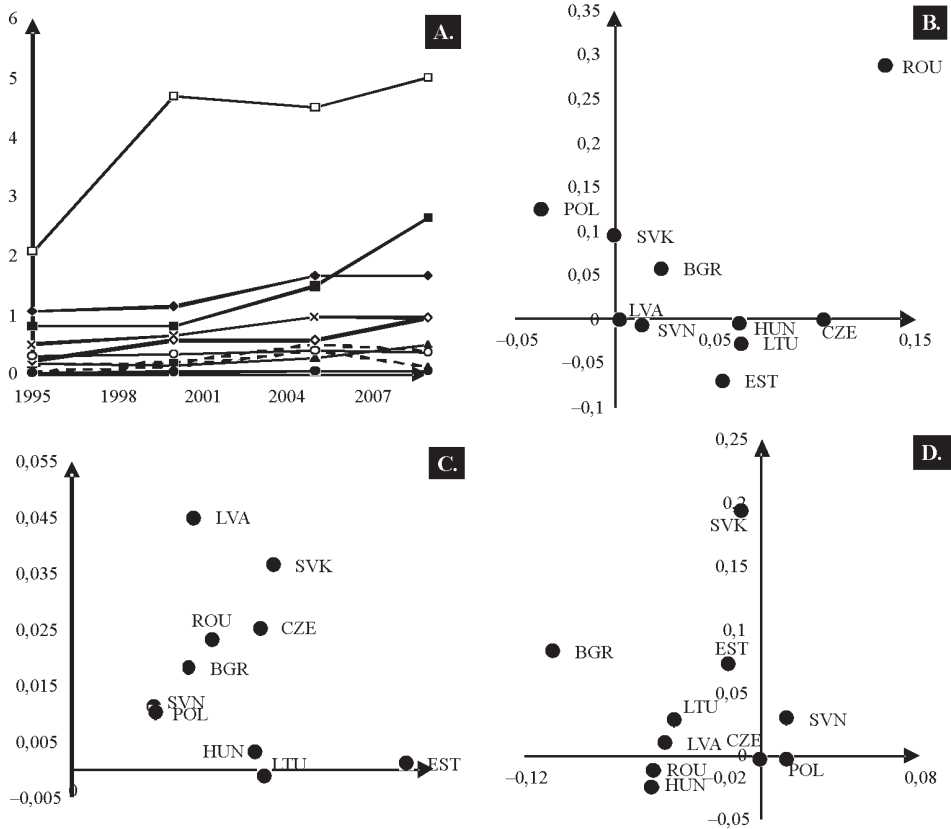 A.
6
5
4
3
2
1
0
1995 1998 2001 2004 2007
B.
0,35
0,3
0,25
0,2
0,15
0,1
0,05
0
–0,05
–0,1
–0,05 0,05 0,15
ROU
POL
SVK
BGR
LVA
SVN
HUN
CZE
LTU
EST
C.
0,055
0,045
0,035
0,025
0,015
0,005
–0,005
0
LVA
SVK
ROU
CZE
BGR
SVN
POL
HUN
LTU
EST
D.
0,25
0,2
0,15
0,1
0,05
0
–0,05
–0,12 –0,02 0,08
SVK
BGR
EST
LTU
SVN
LVA
CZE
ROU
POL
HUN